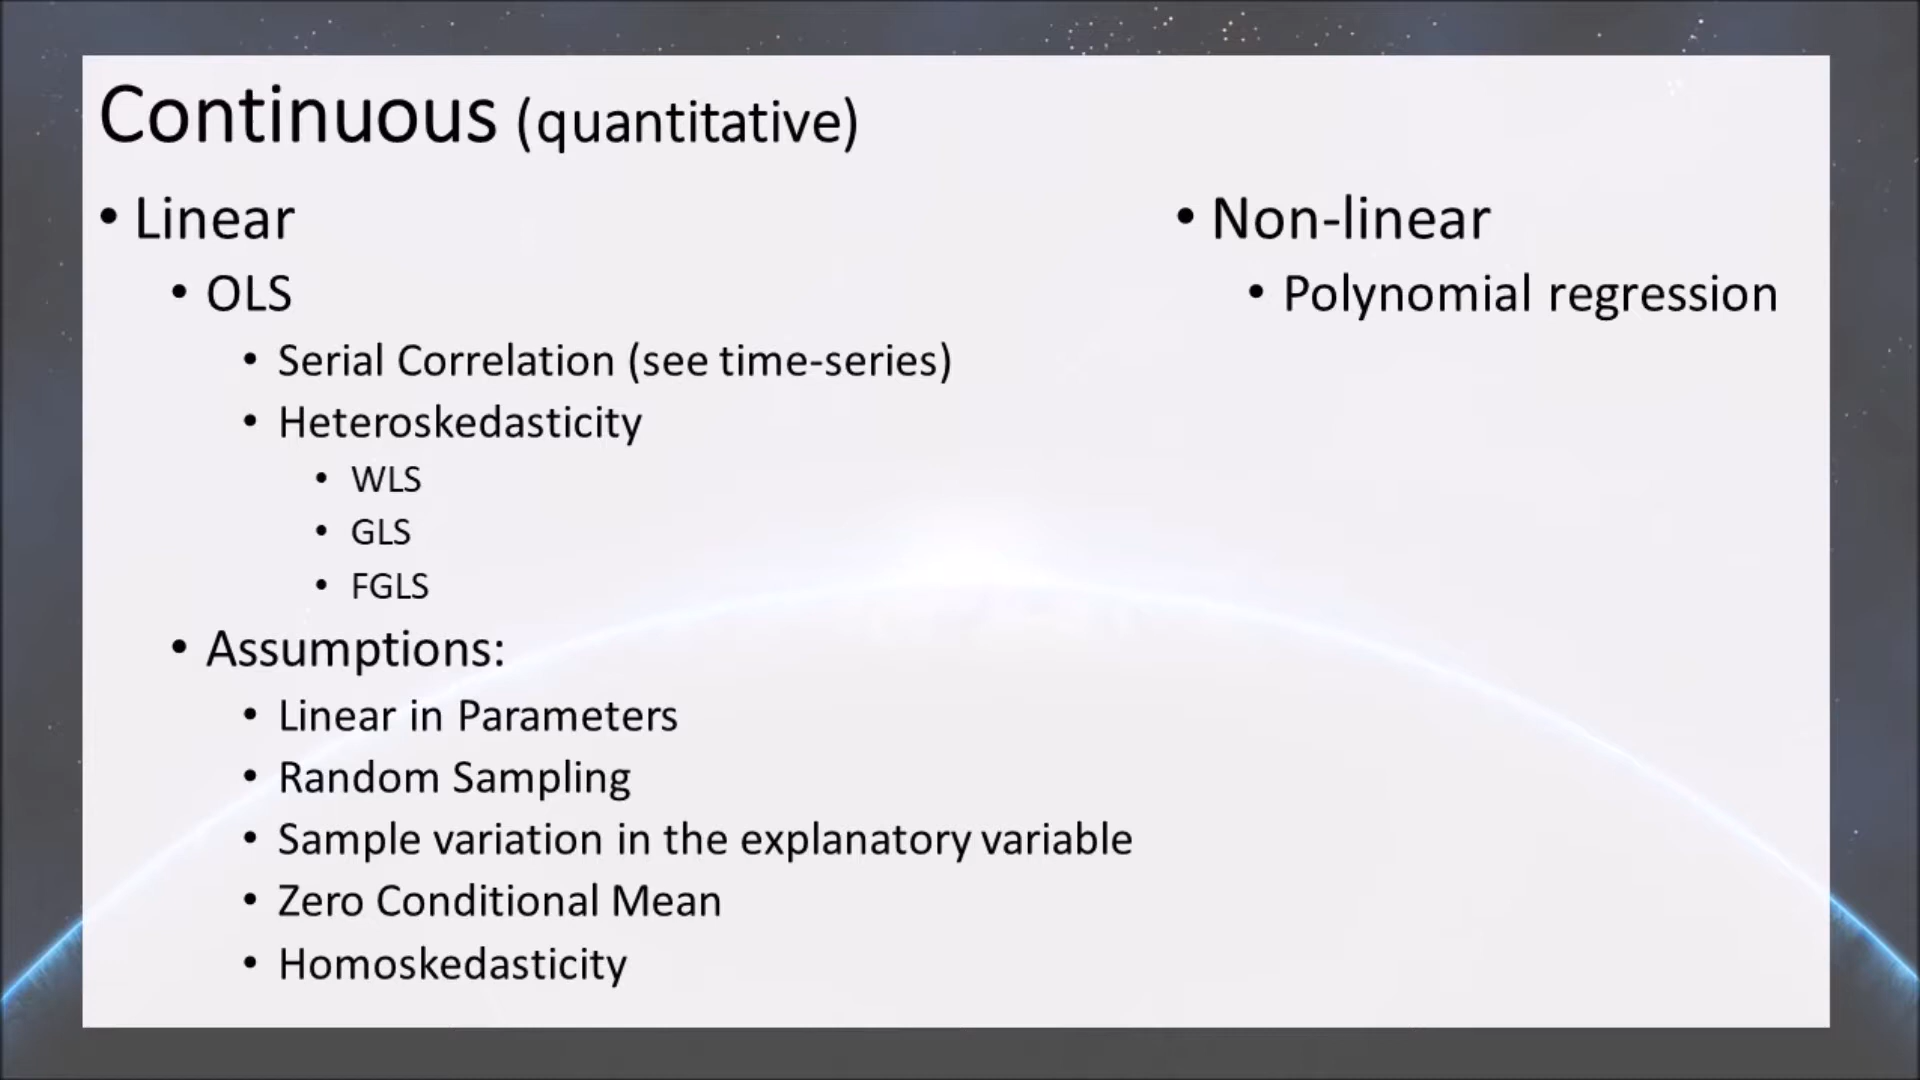 Continuous (quantitative)
• Linear
• OLS
• Serial Correlation (see time-series)
• Heteroskedasticity
• WLS
• GLS
• FGLS
• Assumptions:
• Linear in Parameters
• Random Sampling
• Sample variation in the explanatory variable
• Zero Conditional Mean
• Homoskedasticity
• Non-linear
• Polynomial regression